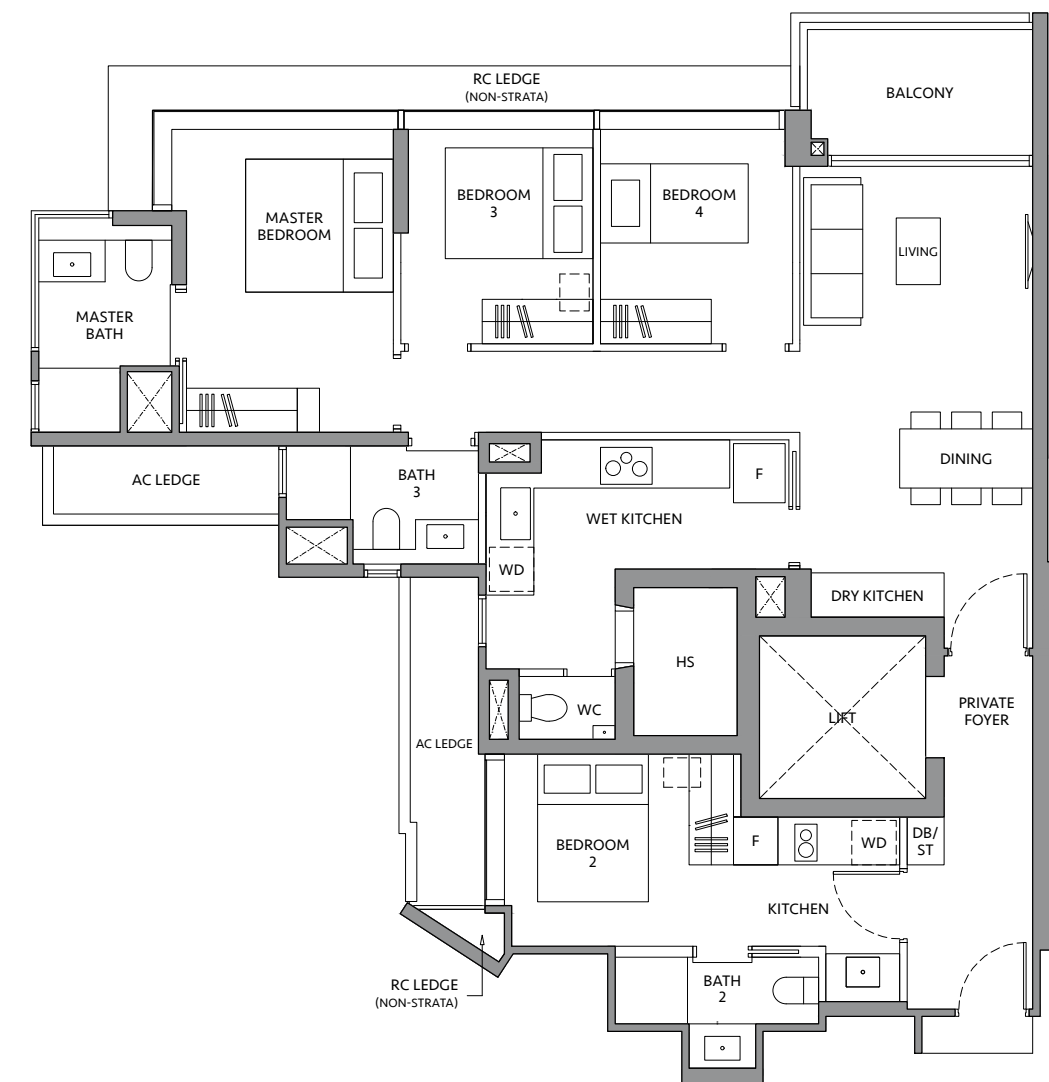 RC LEDGE
(NON-STRATA)
BALCONY
MASTER
BEDROOM
BEDROOM
3
BEDROOM
4
LIVING
MASTER
BATH
DINING
AC LEDGE
BATH
3
F
WET KITCHEN
WD
DRY KITCHEN
HS
WC
LIFT
PRIVATE
FOYER
AC LEDGE
BEDROOM
2
F
WD
DB/
ST
KITCHEN
BATH
2
RC LEDGE
(NON-STRATA)